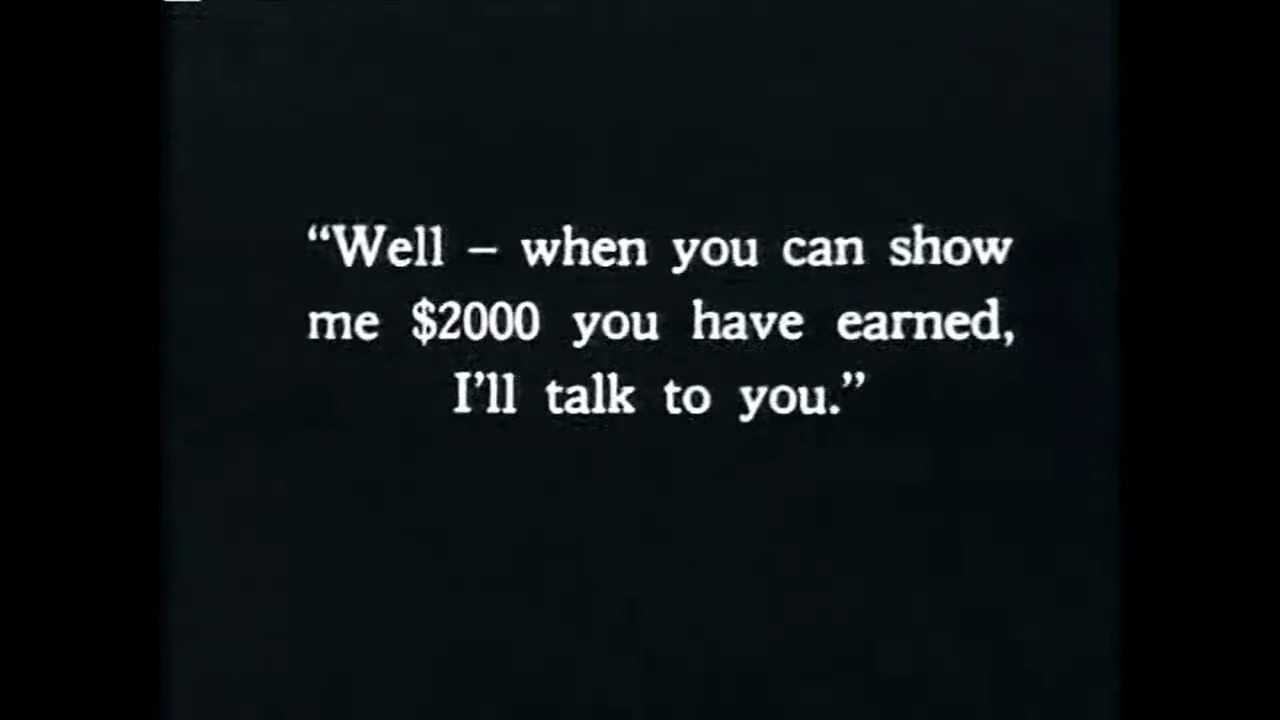 “Well – when you can show
me $2000 you have earned,
I’ll talk to you.”